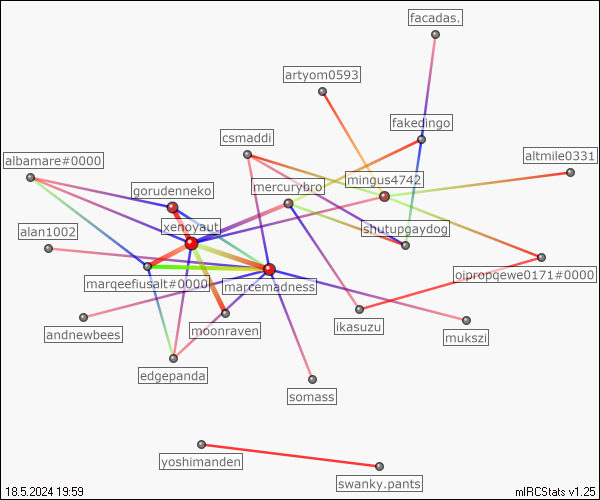 facadas.
artyom0593
fakedingo
csmaddi
altmile0331
albamare#0000
mingus4742
mercurybro
gorudenneko
xenoyaut
shutupgaydog
alan1002
ojpropqewe0171#0000
marqeefiusalt#0000
marcemadness
ikasuzu
moonraven
andnewbees
mukszi
edgepanda
somass
yoshimanden
swanky.pants
18.5.2024 19:59
mIRCStats v1.25